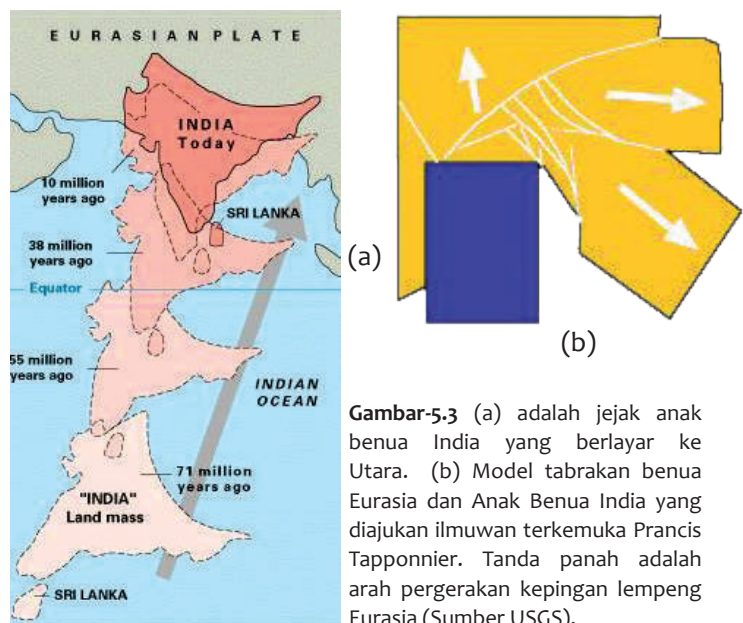 EURASIAN PLATE
INDIA
Today
10 million
years ago
SRI LANKA
38 million
years ago
Equator
55 million
years ago
INDIAN
OCEAN
71 million
years ago
"INDIA"
Land mass
SRI LANKA
(a)
(b)
Gambar-5.3 (a) adalah jejak anak
benua India yang berlayar ke
Utara. (b) Model tabrakan benua
Eurasia dan Anak Benua India yang
diajukan ilmuwan terkemuka Prancis
Tapponnier. Tanda panah adalah
arah pergerakan kepingan lempeng
Eurasia (Sumber USGS).